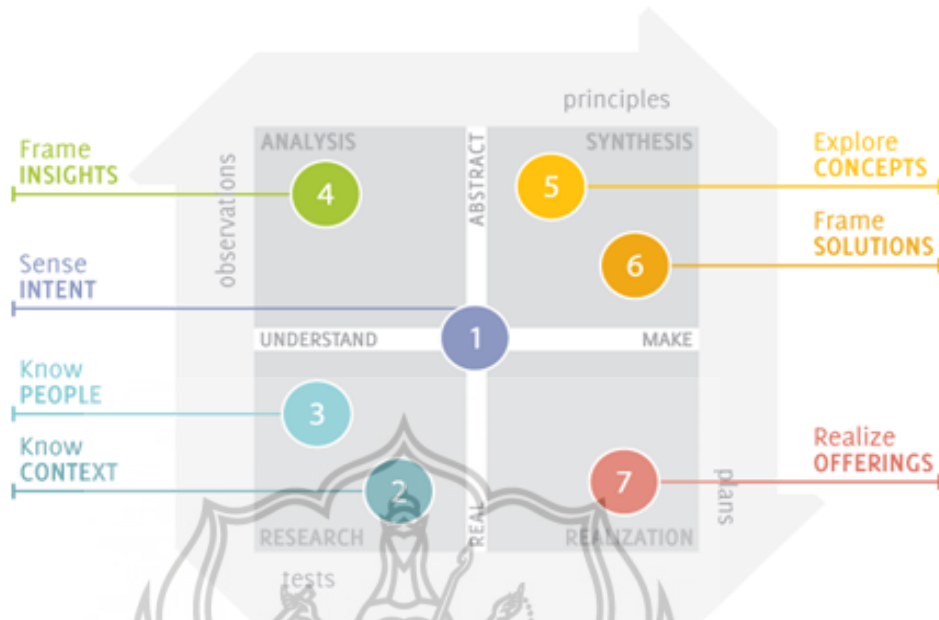 principles
Frame
INSIGHTS
ANALYSIS
SYNTHESIS
Explore
CONCEPTS
observations
4
ABSTRACT
5
Frame
SOLUTIONS
6
Sense
INTENT
1
UNDERSTAND
MAKE
Know
PEOPLE
3
Know
CONTEXT
2
Realize
OFFERINGS
7
plans
RESEARCH
REAL
REALIZATION
tests